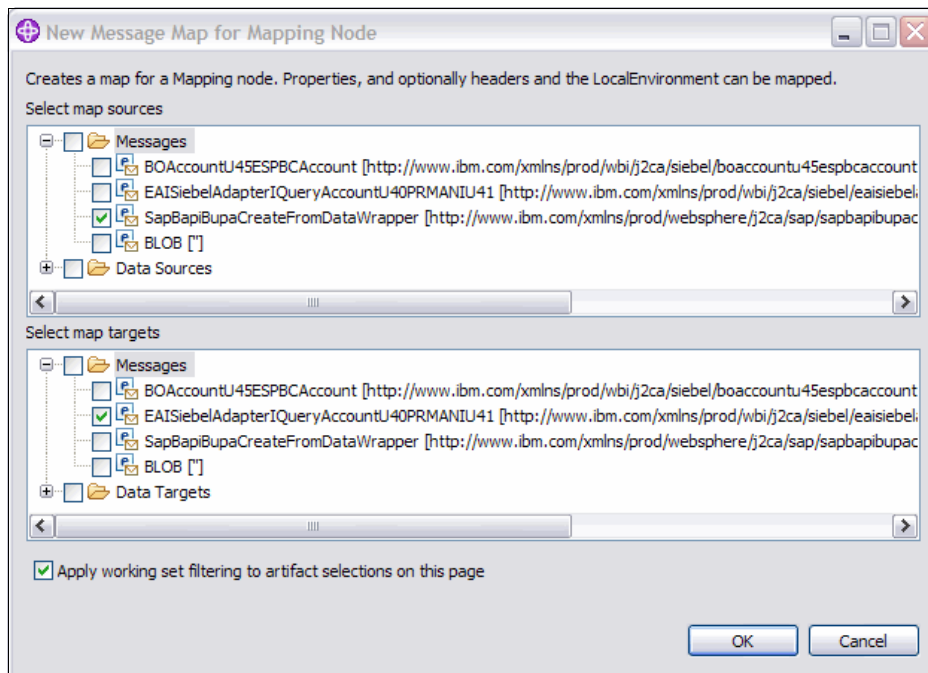 New Message Map for Mapping Node
Creates a map for a Mapping node. Properties, and optionally headers and the LocalEnvironment can be mapped.
Select map sources
Messages
BOAccountU45ESPBCAccount [http://www.ibm.com/xmlns/prod/wbi/j2ca/siebel/boaccountu45espbcaccount
EAISiebelAdapterIQueryAccountU40PRMANIU41 [http://www.ibm.com/xmlns/prod/wbi/j2ca/siebel/eaisiebela
SapBapiBupaCreateFromDataWrapper [http://www.ibm.com/xmlns/prod/websphere/j2ca/sap/sapbapibupac
BLOB ['']
Data Sources
Select map targets
Messages
BOAccountU45ESPBCAccount [http://www.ibm.com/xmlns/prod/wbi/j2ca/siebel/boaccountu45espbcaccount
EAISiebelAdapterIQueryAccountU40PRMANIU41 [http://www.ibm.com/xmlns/prod/wbi/j2ca/siebel/eaisiebela
SapBapiBupaCreateFromDataWrapper [http://www.ibm.com/xmlns/prod/websphere/j2ca/sap/sapbapibupac
BLOB ['']
Data Targets
Apply working set filtering to artifact selections on this page
OK Cancel